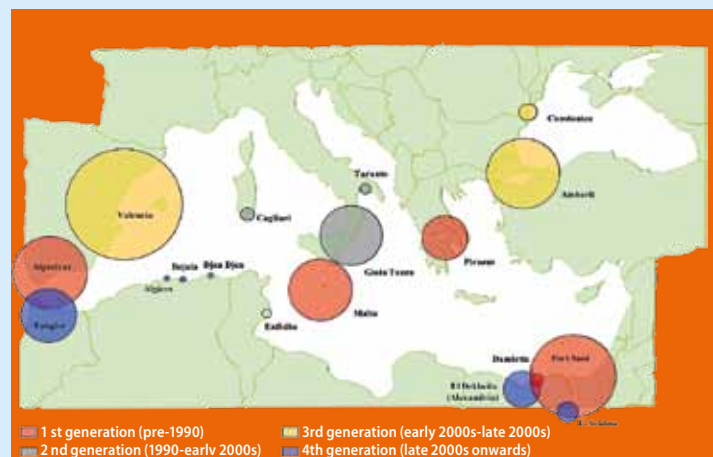 Constantza
Taranto
Valencia
Cagliari
Ambarli
Algeciras
Bejaia
Djen Djen
Gioia Tauro
Piraeus
Algiers
Tangier
Enfidha
Malta
Damietta
Port Said
El Dekheila
(Alexandria)
1 st generation (pre-1990)
3rd generation (early 2000s-late 2000s)
2 nd generation (1990-early 2000s)
4th generation (late 2000s onwards)